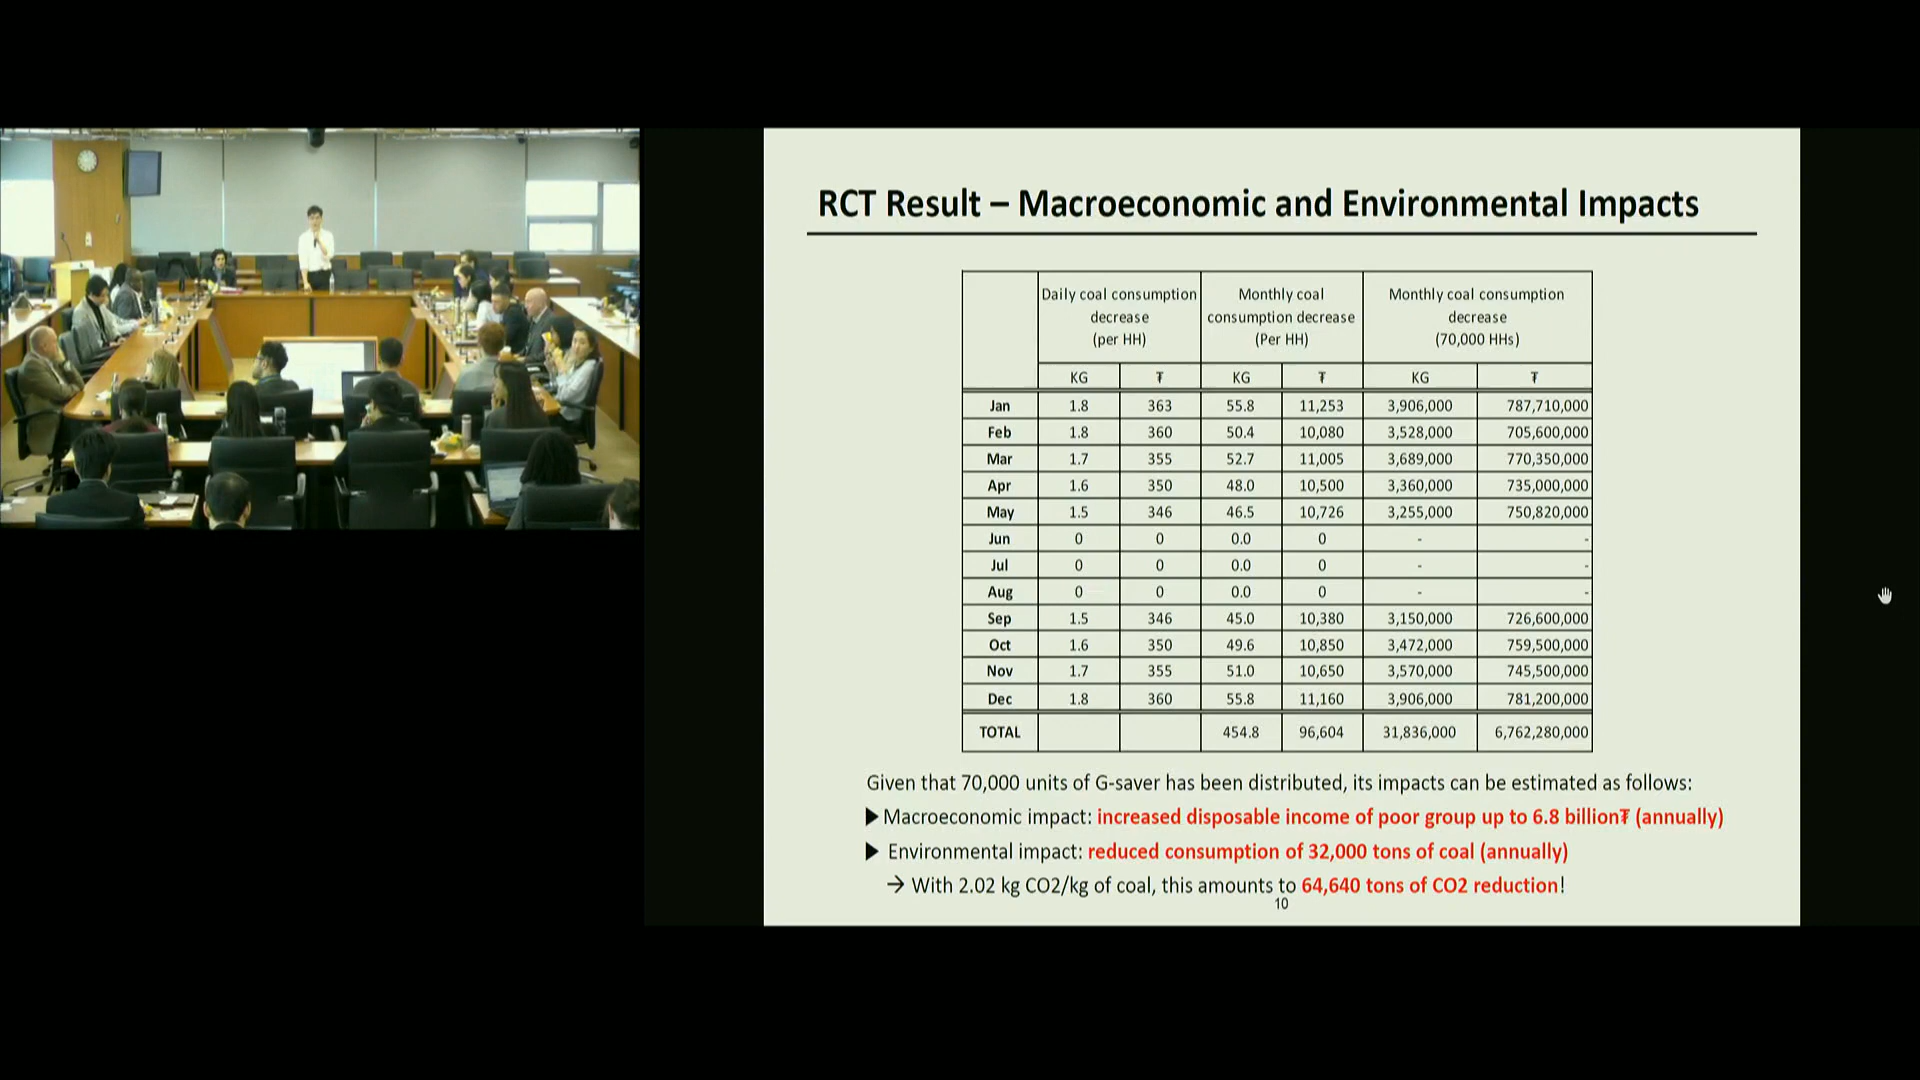 RCT Result – Macroeconomic and Environmental Impacts
Daily coal consumption decrease (per HH) Monthly coal consumption decrease (Per HH) Monthly coal consumption decrease (70,000 HHs)
KG ₮ KG ₮ KG ₮
Jan 1.8 363 55.8 11,253 3,906,000 787,710,000
Feb 1.8 360 50.4 10,080 3,528,000 705,600,000
Mar 1.7 355 52.7 11,005 3,689,000 770,350,000
Apr 1.6 350 48.0 10,500 3,360,000 735,000,000
May 1.5 346 46.5 10,726 3,255,000 750,820,000
Jun 0 0 0.0 0 - -
Jul 0 0 0.0 0 - -
Aug 0 0 0.0 0 - -
Sep 1.5 346 45.0 10,380 3,150,000 726,600,000
Oct 1.6 350 49.6 10,850 3,472,000 759,500,000
Nov 1.7 355 51.0 10,650 3,570,000 745,500,000
Dec 1.8 360 55.8 11,160 3,906,000 781,200,000
TOTAL 454.8 96,604 31,836,000 6,762,280,000
Given that 70,000 units of G-saver has been distributed, its impacts can be estimated as follows:
▶ Macroeconomic impact: increased disposable income of poor group up to 6.8 billion₮ (annually)
▶ Environmental impact: reduced consumption of 32,000 tons of coal (annually)
→ With 2.02 kg CO2/kg of coal, this amounts to 64,640 tons of CO2 reduction!
10